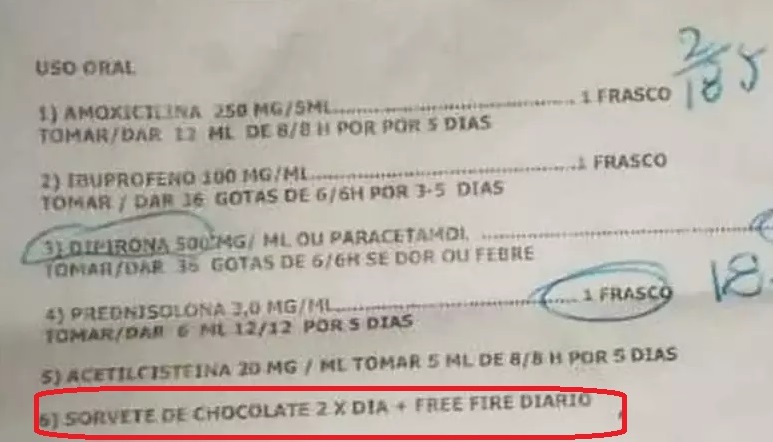 USO ORAL
1) AMOXICILINA 250 MG/5ML............................ 1 FRASCO
TOMAR/DAR 12 ML DE 8/8 H POR POR 5 DIAS
2) IBUPROFENO 100 MG/ML............................1 FRASCO
TOMAR / DAR 36 GOTAS DE 6/6H POR 3-5 DIAS
3) DIPIRONA 500 MG/ ML OU PARACETAMOL ............................
TOMAR/DAR 36 GOTAS DE 6/6H SE DOR OU FEBRE
4) PREDNISOLONA 3,0 MG/ML............................ 1 FRASCO
TOMAR/DAR 6 ML 12/12 POR 5 DIAS
5) ACETILCISTEINA 20 MG / ML TOMAR 5 ML DE 8/8 H POR 5 DIAS
6) SORVETE DE CHOCOLATE 2 X DIA + FREE FIRE DIARIO